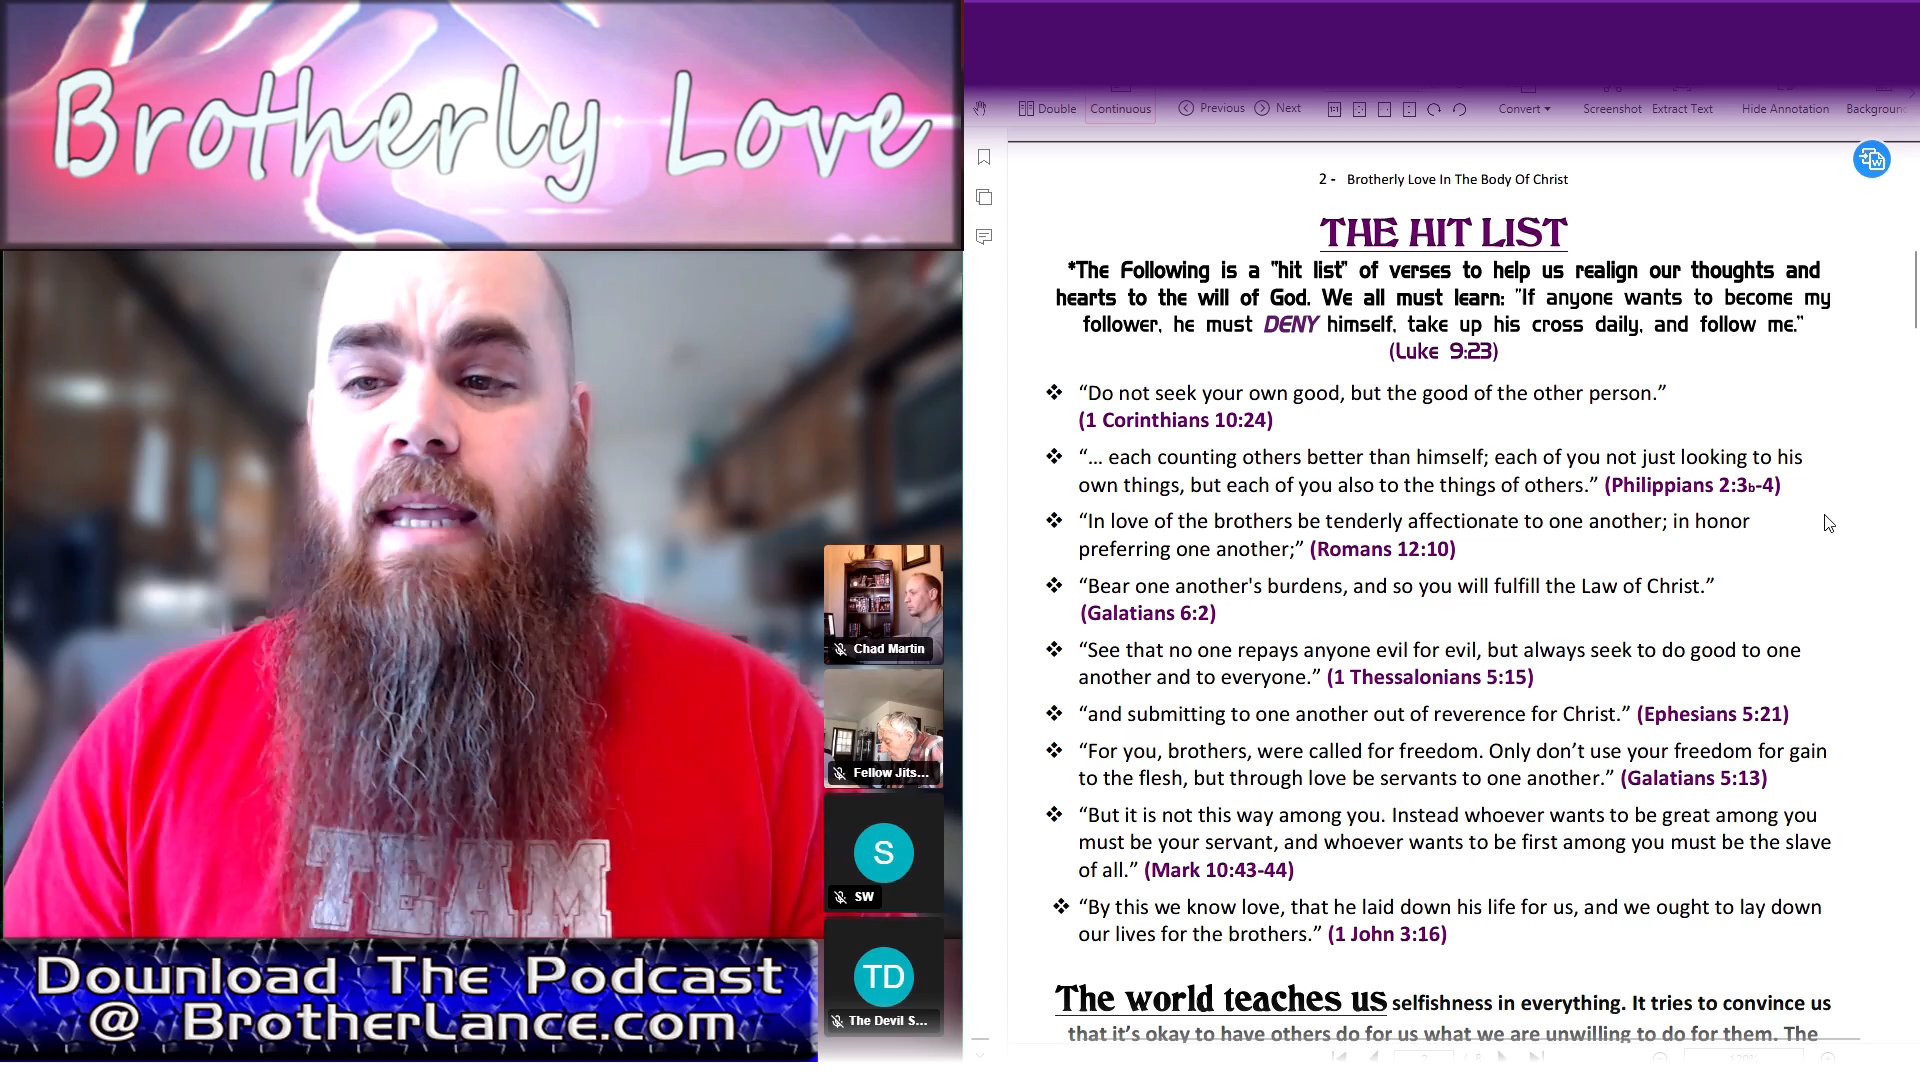 Brotherly Love
Double
Continuous
Previous
Next
Convert
Screenshot
Extract Text
Hide Annotation
2 - Brotherly Love In The Body Of Christ
THE HIT LIST
*The Following is a "hit list" of verses to help us realign our thoughts and
hearts to the will of God. We all must learn: "If anyone wants to become my
follower, he must DENY himself, take up his cross daily, and follow me."
(Luke 9:23)
❖ “Do not seek your own good, but the good of the other person.”
(1 Corinthians 10:24)
❖ “… each counting others better than himself; each of you not just looking to his
own things, but each of you also to the things of others.” (Philippians 2:3b-4)
❖ “In love of the brothers be tenderly affectionate to one another; in honor
preferring one another;” (Romans 12:10)
❖ “Bear one another's burdens, and so you will fulfill the Law of Christ.”
(Galatians 6:2)
❖ “See that no one repays anyone evil for evil, but always seek to do good to one
another and to everyone.” (1 Thessalonians 5:15)
❖ “and submitting to one another out of reverence for Christ.” (Ephesians 5:21)
❖ “For you, brothers, were called for freedom. Only don’t use your freedom for gain
to the flesh, but through love be servants to one another.” (Galatians 5:13)
❖ “But it is not this way among you. Instead whoever wants to be great among you
must be your servant, and whoever wants to be first among you must be the slave
of all.” (Mark 10:43-44)
❖ “By this we know love, that he laid down his life for us, and we ought to lay down
our lives for the brothers.” (1 John 3:16)
The world teaches us selfishness in everything. It tries to convince us
that it’s okay to have others do for us what we are unwilling to do for them. The
Chad Martin
Fellow Jits...
S
SW
TD
The Devil S...
TEAM
Download The Podcast
@ BrotherLance.com